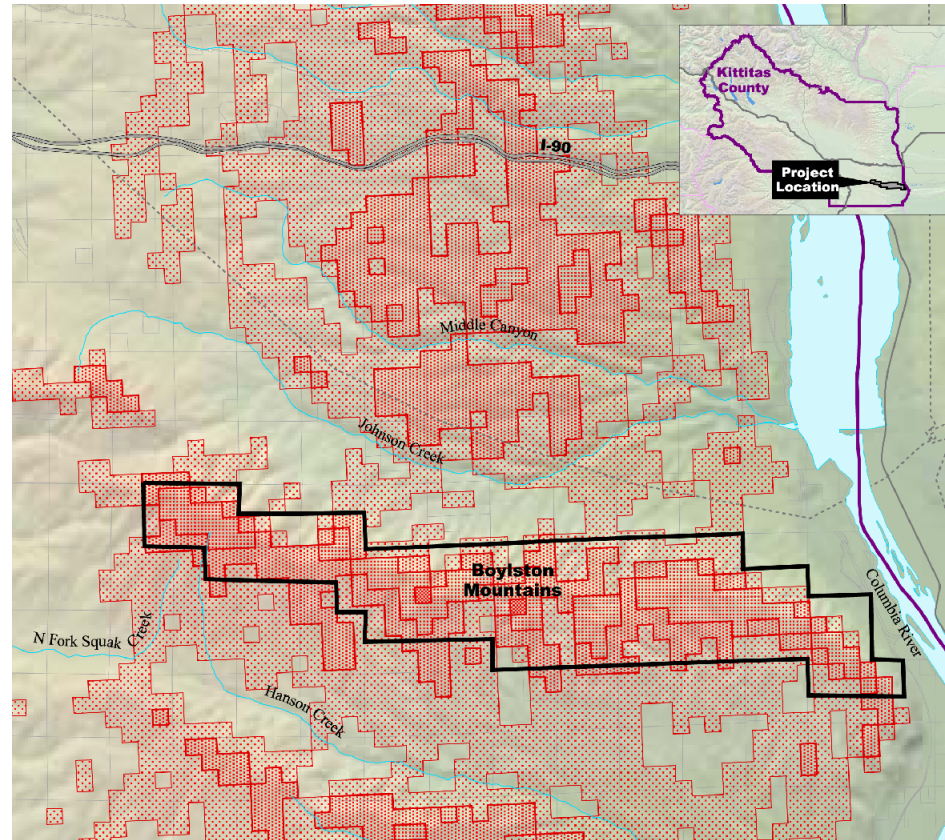 Kittitas
County
Project
Location
I-90
Middle Canyon
Johnson Creek
Boylston
Mountains
Columbia River
N Fork Squak Creek
Hanson Creek